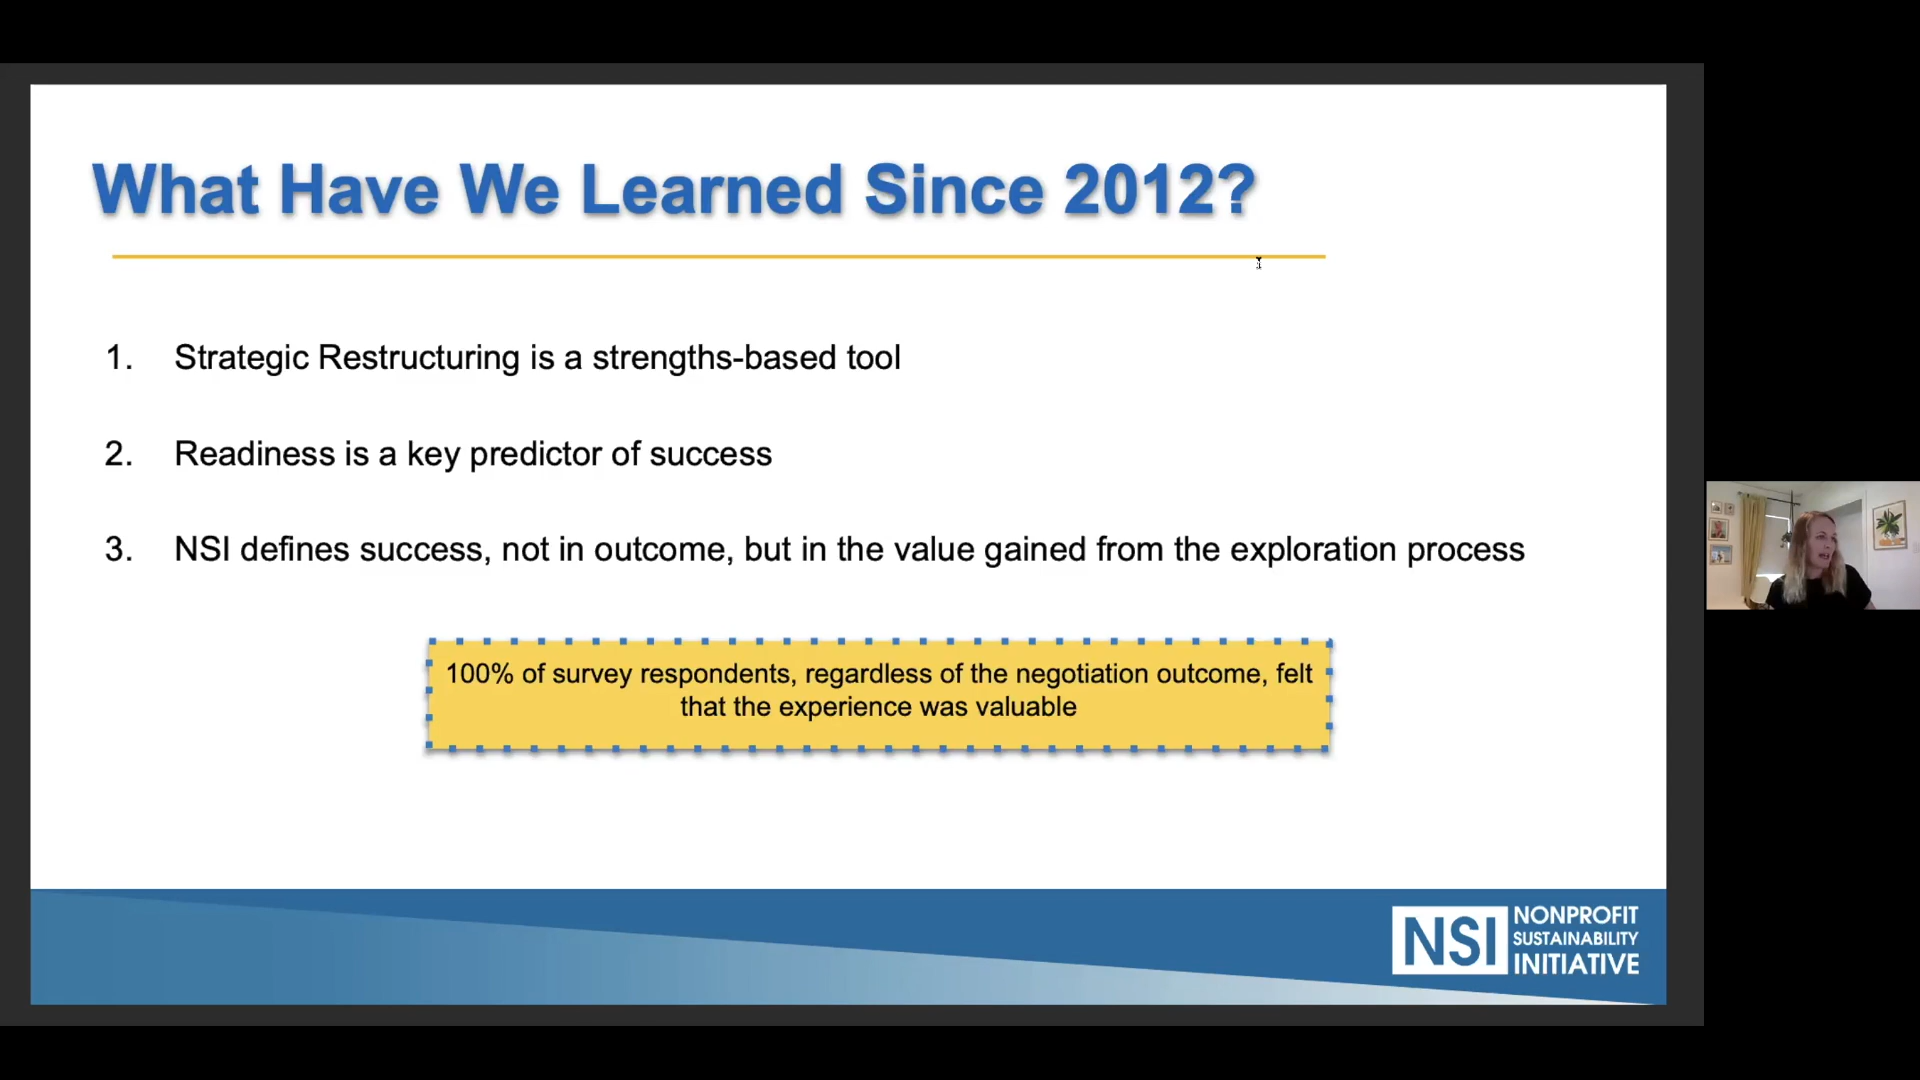 What Have We Learned Since 2012?
1. Strategic Restructuring is a strengths-based tool
2. Readiness is a key predictor of success
3. NSI defines success, not in outcome, but in the value gained from the exploration process
100% of survey respondents, regardless of the negotiation outcome, felt
that the experience was valuable
NSI NONPROFIT
SUSTAINABILITY
INITIATIVE